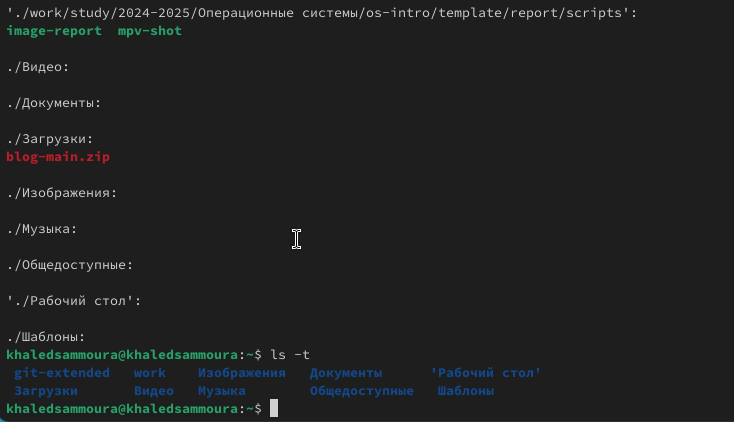 './work/study/2024-2025/Операционные системы/os-intro/template/report/scripts':
image-report  mpv-shot
./Видео:
./Документы:
./Загрузки:
blog-main.zip
./Изображения:
./Музыка:
./Общедоступные:
'./Рабочий стол':
./Шаблоны:
khaledsammoura@khaledsammoura:~$ ls -t
git-extended   work    Изображения   Документы      'Рабочий стол'
Загрузки       Видео   Музыка        Общедоступные   Шаблоны
khaledsammoura@khaledsammoura:~$